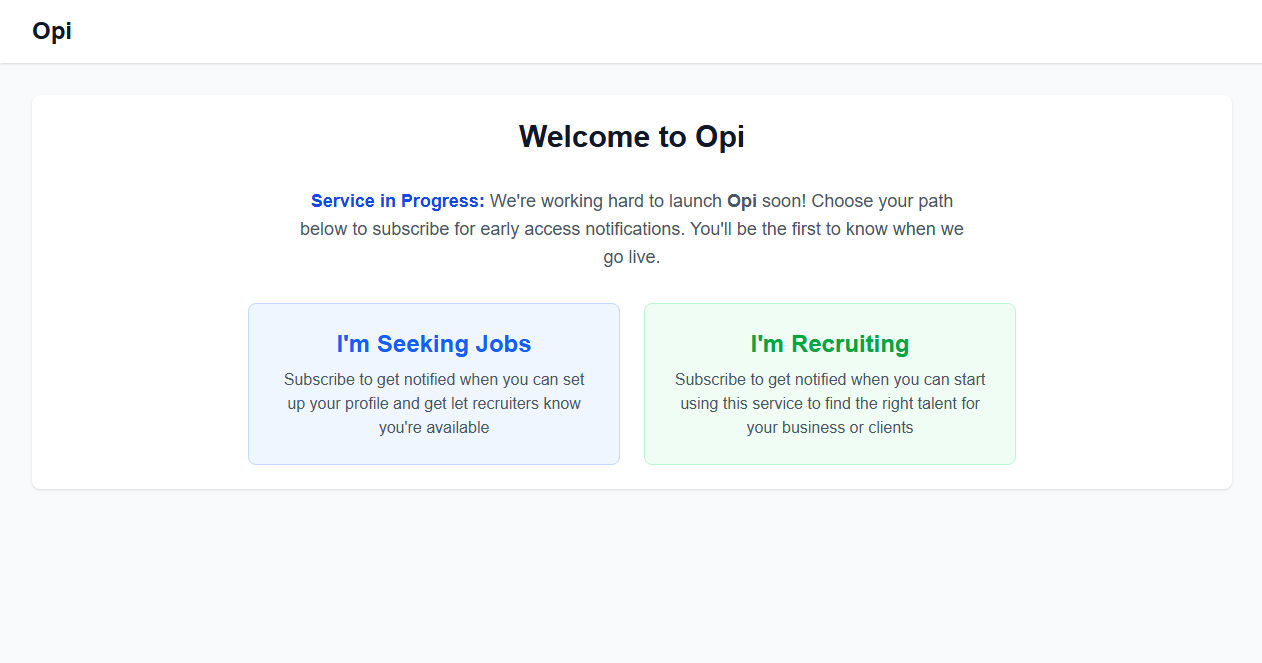 Opi
Welcome to Opi
Service in Progress: We're working hard to launch Opi soon! Choose your path
below to subscribe for early access notifications. You'll be the first to know when we
go live.
I'm Seeking Jobs
Subscribe to get notified when you can set
up your profile and get let recruiters know
you're available
I'm Recruiting
Subscribe to get notified when you can start
using this service to find the right talent for
your business or clients